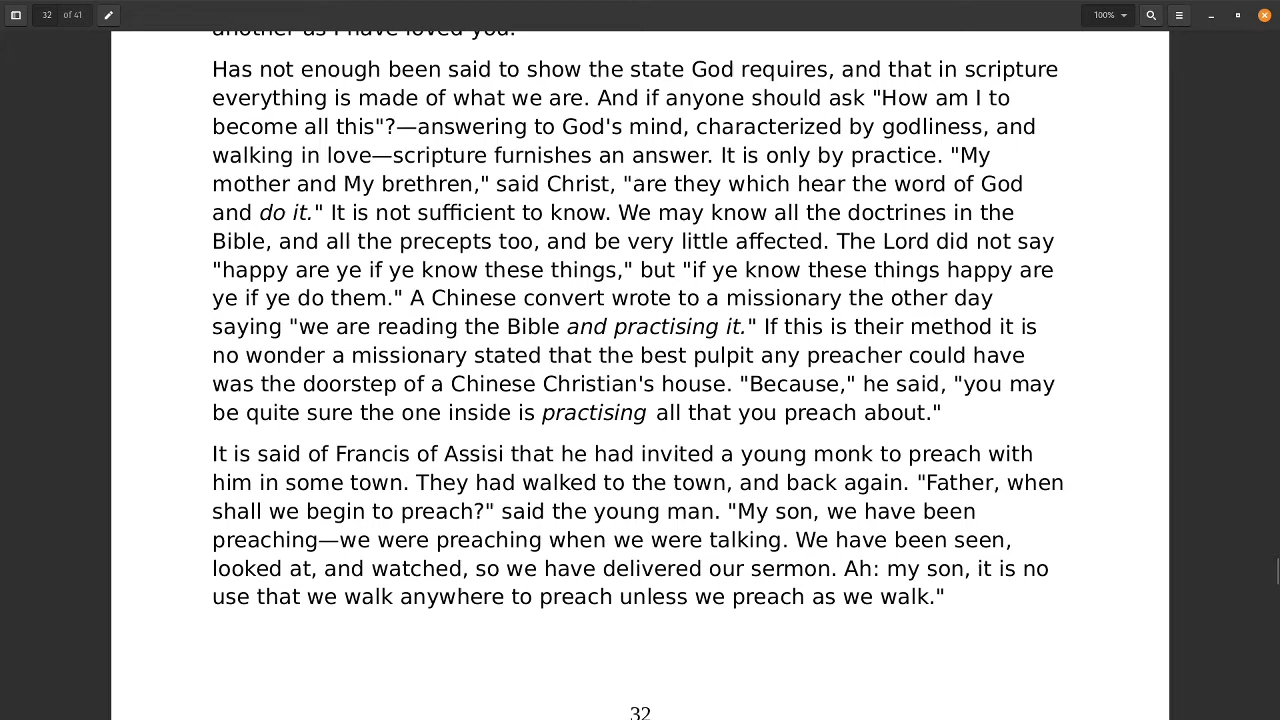 32 of 41
100%
another as I have loved you.
Has not enough been said to show the state God requires, and that in scripture
everything is made of what we are. And if anyone should ask "How am I to
become all this"?—answering to God's mind, characterized by godliness, and
walking in love—scripture furnishes an answer. It is only by practice. "My
mother and My brethren," said Christ, "are they which hear the word of God
and do it." It is not sufficient to know. We may know all the doctrines in the
Bible, and all the precepts too, and be very little affected. The Lord did not say
"happy are ye if ye know these things," but "if ye know these things happy are
ye if ye do them." A Chinese convert wrote to a missionary the other day
saying "we are reading the Bible and practising it." If this is their method it is
no wonder a missionary stated that the best pulpit any preacher could have
was the doorstep of a Chinese Christian's house. "Because," he said, "you may
be quite sure the one inside is practising all that you preach about."
It is said of Francis of Assisi that he had invited a young monk to preach with
him in some town. They had walked to the town, and back again. "Father, when
shall we begin to preach?" said the young man. "My son, we have been
preaching—we were preaching when we were talking. We have been seen,
looked at, and watched, so we have delivered our sermon. Ah: my son, it is no
use that we walk anywhere to preach unless we preach as we walk."
32